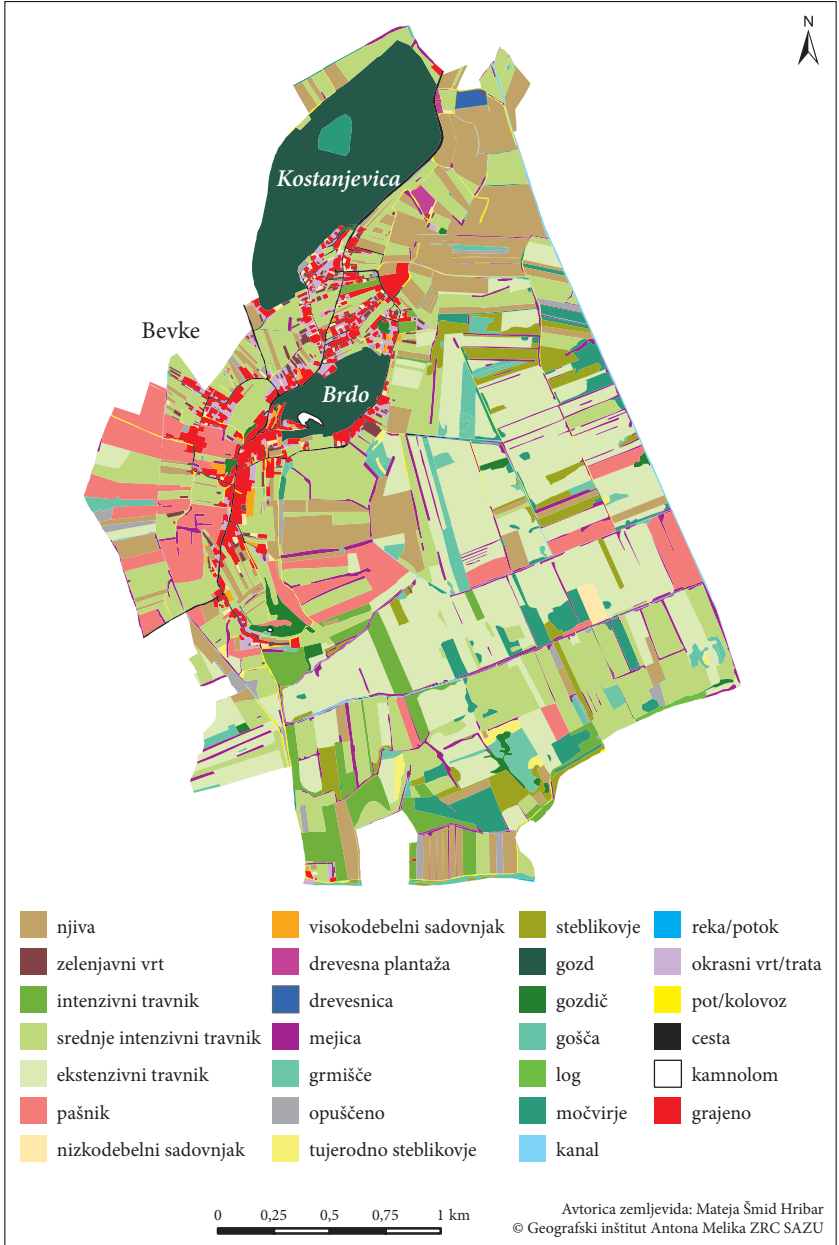 N
Kostanjevica
Bevke
Brdo
njiva
zelenjavni vrt
intenzivni travnik
srednje intenzivni travnik
ekstenzivni travnik
pašnik
nizkodebelni sadovnjak
visokodebelni sadovnjak
drevesna plantaža
drevesnica
mejica
grmišče
opuščeno
tujerodno steblikovje
steblikovje
gozd
gozdič
gošča
log
močvirje
kanal
reka/potok
okrasni vrt/trata
pot/kolovoz
cesta
kamnolom
grajeno
0 0,25 0,5 0,75 1 km
Avtorica zemljevida: Mateja Šmid Hribar
© Geografski inštitut Antona Melika ZRC SAZU